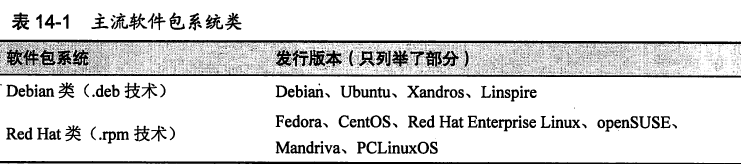 表 14-1 主流软件包系统类
软件包系统 发行版本（只列举了部分）
Debian 类（.deb 技术） Debian、Ubuntu、Xandros、Linspire
Red Hat 类（.rpm 技术） Fedora、CentOS、Red Hat Enterprise Linux、openSUSE、
Mandriva、PCLinuxOS